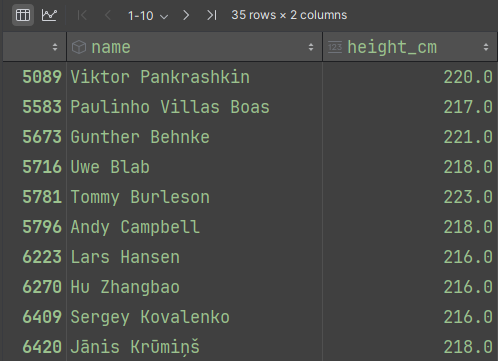 1-10 35 rows × 2 columns
name height_cm
5089 Viktor Pankrashkin 220.0
5583 Paulinho Villas Boas 217.0
5673 Gunther Behnke 221.0
5716 Uwe Blab 218.0
5781 Tommy Burleson 223.0
5796 Andy Campbell 218.0
6223 Lars Hansen 216.0
6270 Hu Zhangbao 216.0
6409 Sergey Kovalenko 216.0
6420 Jānis Krūmiņš 218.0